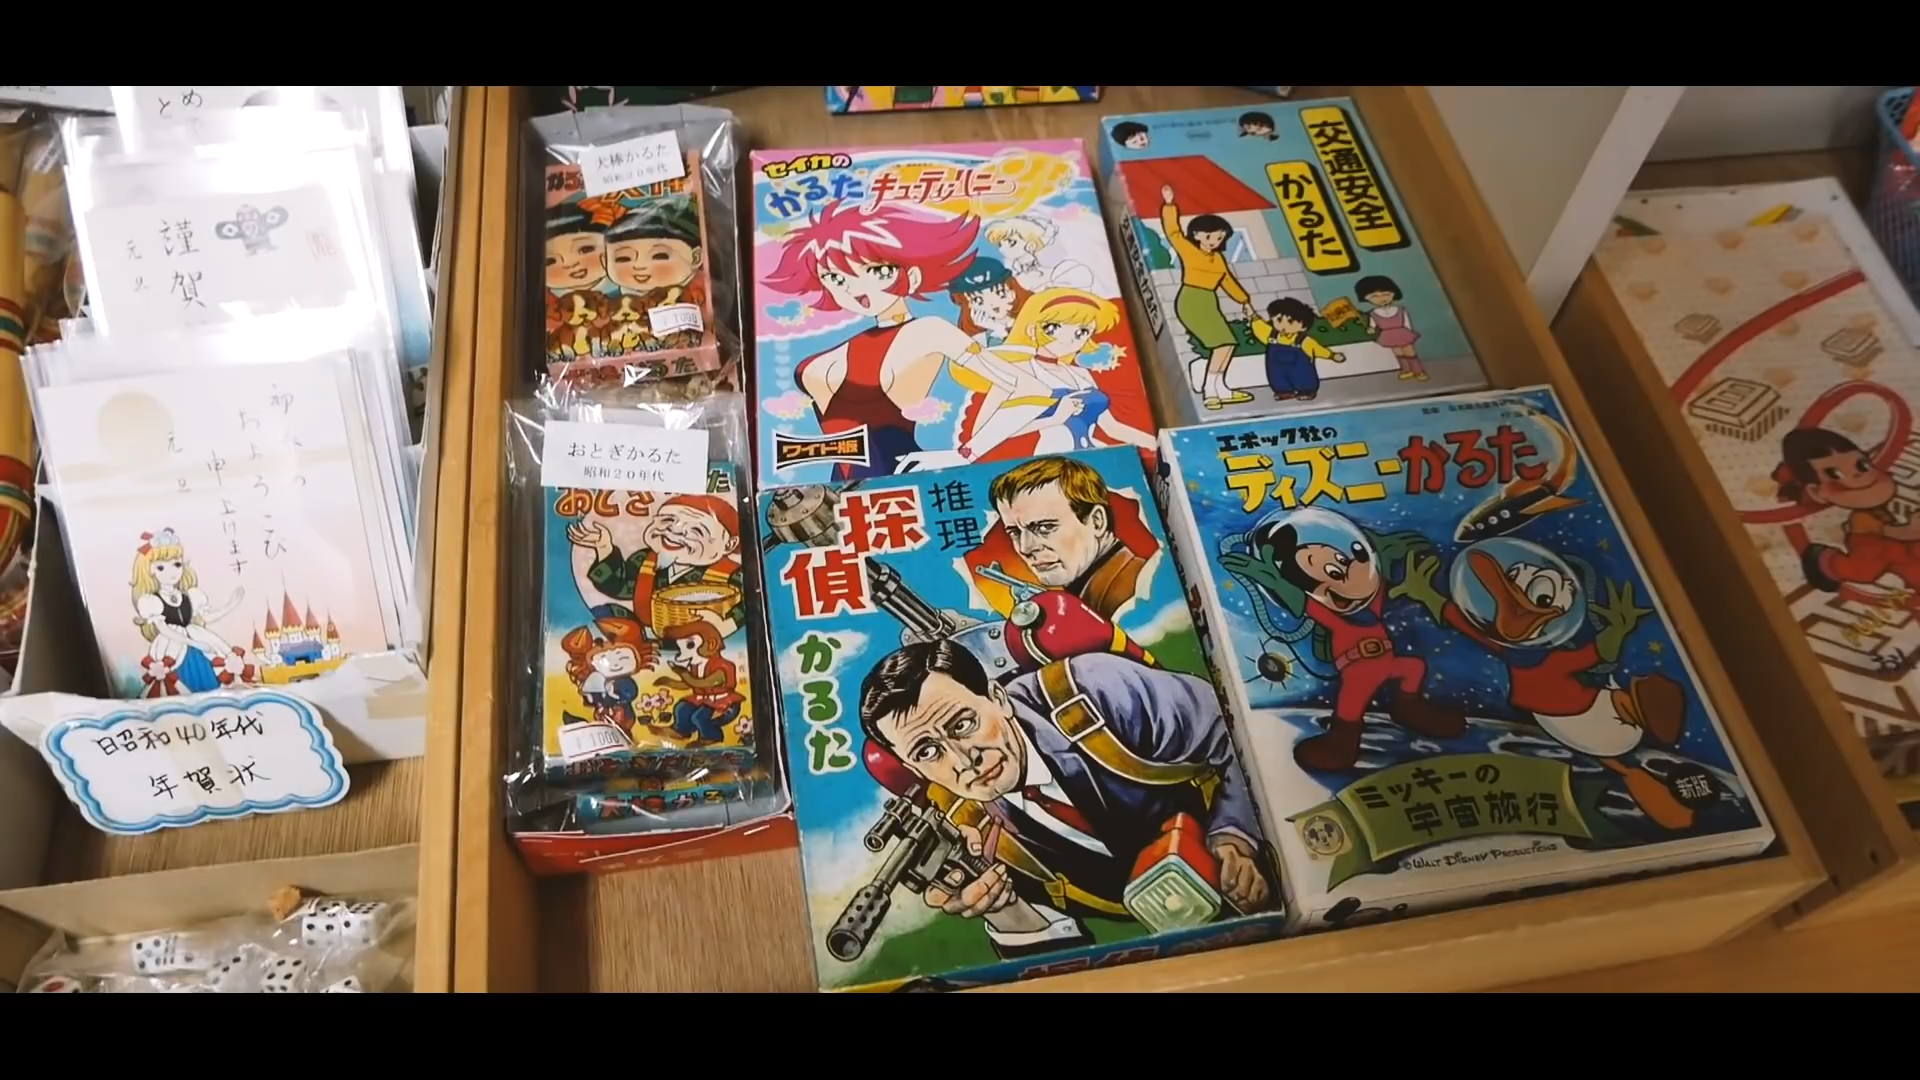 とめ
謹賀
元旦
初春の
およろこび
申上げます
元旦
昭和40年代
年賀状
犬棒かるた
昭和20年代
¥1000
おとぎかるた
昭和20年代
¥1000
セイカの
かるた キューティーハニー
ワイド版
推理
探偵
かるた
交通安全
かるた
エポック社の
ディズニーかるた
ミッキーの
宇宙旅行
新版
©WALT DISNEY PRODUCTIONS